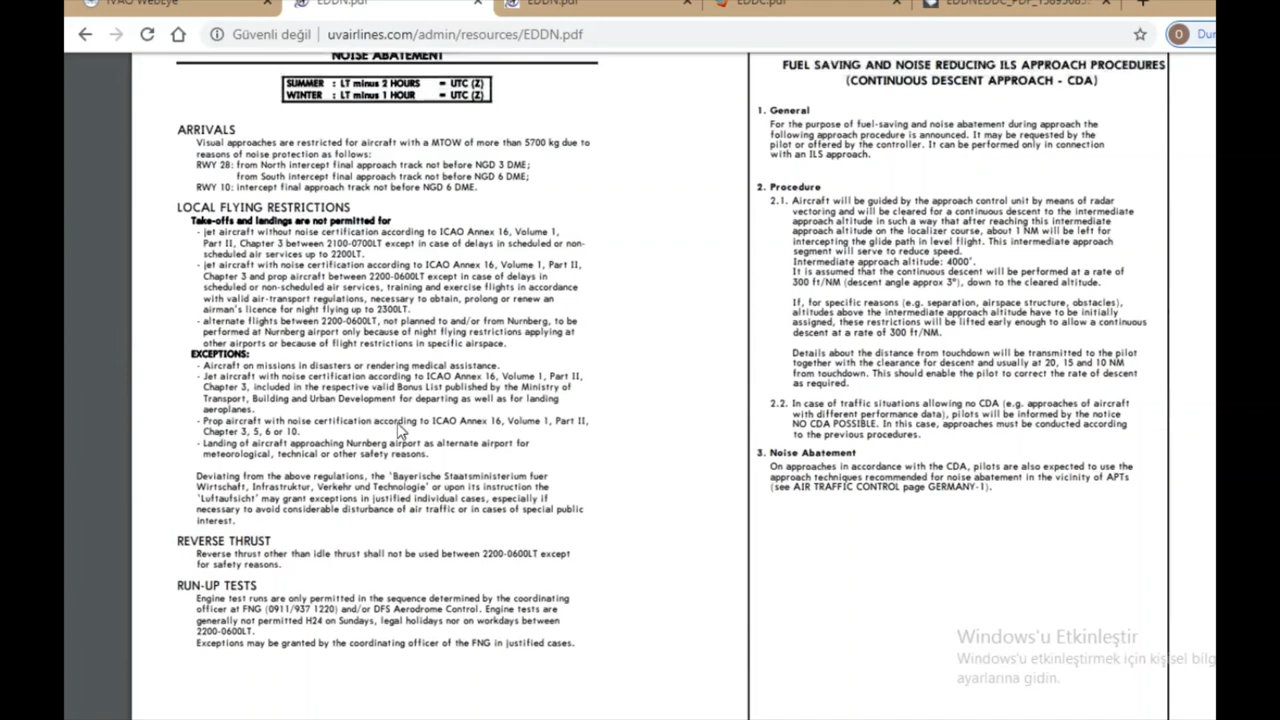 IVAO WebEye
EDDN.pdf
EDDN.pdf
EDDC.pdf
Güvenli değil
uvairlines.com/admin/resources/EDDN.pdf
O
Dur
NOISE ABATEMENT
SUMMER : LT minus 2 HOURS = UTC (Z)
WINTER : LT minus 1 HOUR = UTC (Z)
ARRIVALS
Visual approaches are restricted for aircraft with a MTOW of more than 5700 kg due to
reasons of noise protection as follows:
RWY 28: from North intercept final approach track not before NGD 3 DME;
from South intercept final approach track not before NGD 6 DME;
RWY 10: intercept final approach track not before NGD 6 DME.
LOCAL FLYING RESTRICTIONS
Take-offs and landings are not permitted for
- jet aircraft without noise certification according to ICAO Annex 16, Volume 1,
Part II, Chapter 3 between 2100-0700LT except in case of delays in scheduled or non-
scheduled air services up to 2200LT.
- jet aircraft with noise certification according to ICAO Annex 16, Volume 1, Part II,
Chapter 3 and prop aircraft between 2200-0600LT except in case of delays in
scheduled or non-scheduled air services, training and exercise flights in accordance
with valid air-transport regulations, necessary to obtain, prolong or renew an
airman's licence for night flying up to 2300LT.
- alternate flights between 2200-0600LT, not planned to and/or from Nurnberg, to be
performed at Nurnberg airport only because of night flying restrictions applying at
other airports or because of flight restrictions in specific airspace.
EXCEPTIONS:
- Aircraft on missions in disasters or rendering medical assistance.
- Jet aircraft with noise certification according to ICAO Annex 16, Volume 1, Part II,
Chapter 3, included in the respective valid Bonus List published by the Ministry of
Transport, Building and Urban Development for departing as well as for landing
aeroplanes.
- Prop aircraft with noise certification according to ICAO Annex 16, Volume 1, Part II,
Chapter 3, 5, 6 or 10.
- Landing of aircraft approaching Nurnberg airport as alternate airport for
meteorological, technical or other safety reasons.
Deviating from the above regulations, the 'Bayerische Staatsministerium fuer
Wirtschaft, Infrastruktur, Verkehr und Technologie' or upon its instruction the
'Luftaufsicht' may grant exceptions in justified individual cases, especially if
necessary to avoid considerable disturbance of air traffic or in cases of special public
interest.
REVERSE THRUST
Reverse thrust other than idle thrust shall not be used between 2200-0600LT except
for safety reasons.
RUN-UP TESTS
Engine test runs are only permitted in the sequence determined by the coordinating
officer at FNG (0911/937 1220) and/or DFS Aerodrome Control. Engine tests are
generally not permitted H24 on Sundays, legal holidays nor on workdays between
2200-0600LT.
Exceptions may be granted by the coordinating officer of the FNG in justified cases.
FUEL SAVING AND NOISE REDUCING ILS APPROACH PROCEDURES
(CONTINUOUS DESCENT APPROACH - CDA)
1. General
For the purpose of fuel-saving and noise abatement during approach the
following approach procedure is announced. It may be requested by the
pilot or offered by the controller. It can be performed only in connection
with an ILS approach.
2. Procedure
2.1. Aircraft will be guided by the approach control unit by means of radar
vectoring and will be cleared for a continuous descent to the intermediate
approach altitude in such a way that after reaching this intermediate
approach altitude on the localizer course, about 1 NM will be left for
intercepting the glide path in level flight. This intermediate approach
segment will serve to reduce speed.
Intermediate approach altitude: 4000'.
It is assumed that the continuous descent will be performed at a rate of
300 ft/NM (descent angle approx 3°), down to the cleared altitude.
If, for specific reasons (e.g. separation, airspace structure, obstacles),
altitudes above the intermediate approach altitude have to be initially
assigned, these restrictions will be lifted early enough to allow a continuous
descent at a rate of 300 ft/NM.
Details about the distance from touchdown will be transmitted to the pilot
together with the clearance for descent and usually at 20, 15 and 10 NM
from touchdown. This should enable the pilot to correct the rate of descent
as required.
2.2. In case of traffic situations allowing no CDA (e.g. approaches of aircraft
with different performance data), pilots will be informed by the notice
NO CDA POSSIBLE. In this case, approaches must be conducted according
to the previous procedures.
3. Noise Abatement
On approaches in accordance with the CDA, pilots are also expected to use the
approach techniques recommended for noise abatement in the vicinity of APTs
(see AIR TRAFFIC CONTROL page GERMANY-1).
Windows'u Etkinleştir
Windows'u etkinleştirmek için kişisel bilg
ayarlarına gidin.